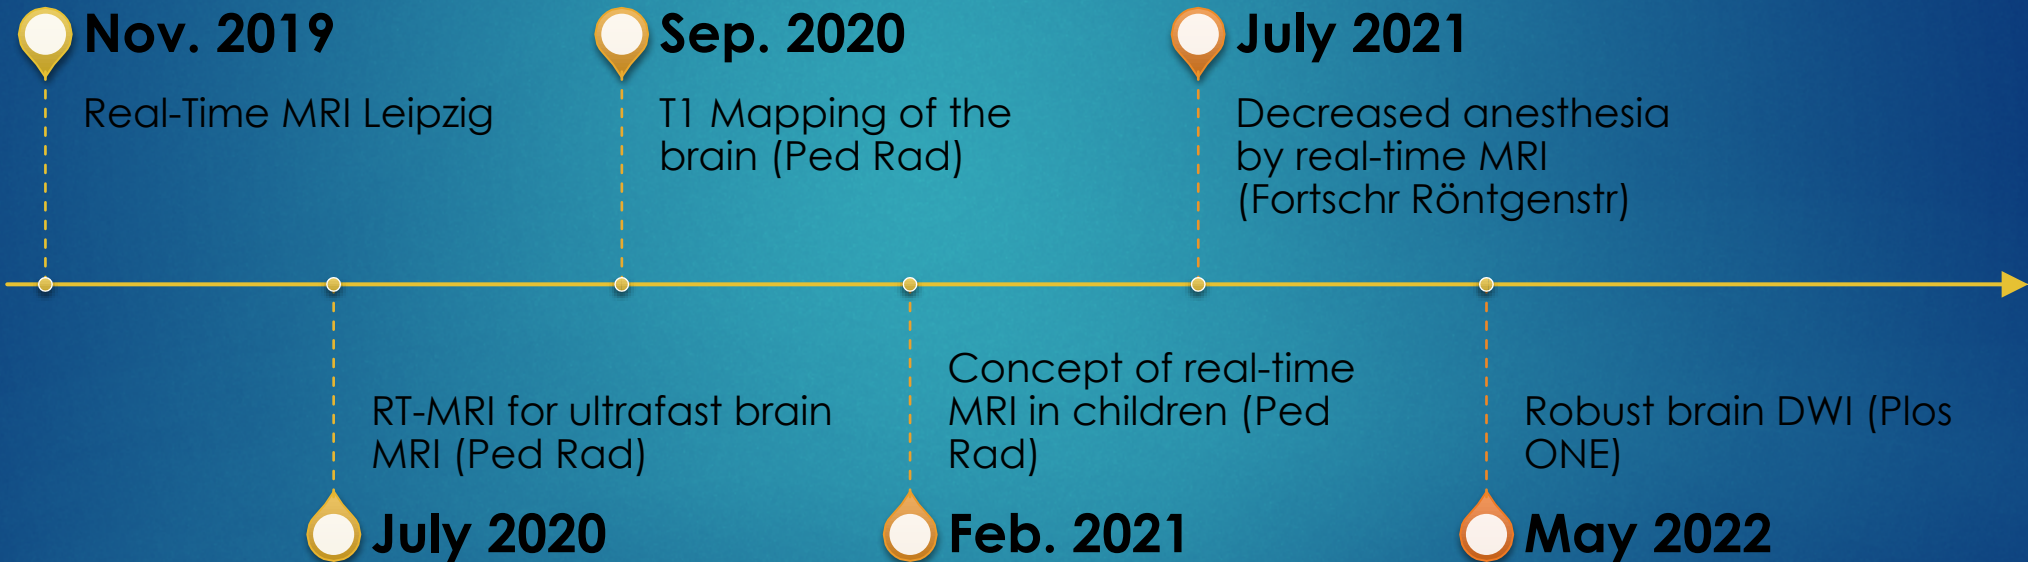 Nov. 2019
Real-Time MRI Leipzig
RT-MRI for ultrafast brain
MRI (Ped Rad)
July 2020
Sep. 2020
T1 Mapping of the
brain (Ped Rad)
Concept of real-time
MRI in children (Ped
Rad)
Feb. 2021
July 2021
Decreased anesthesia
by real-time MRI
(Fortschr Röntgenstr)
Robust brain DWI (Plos
ONE)
May 2022